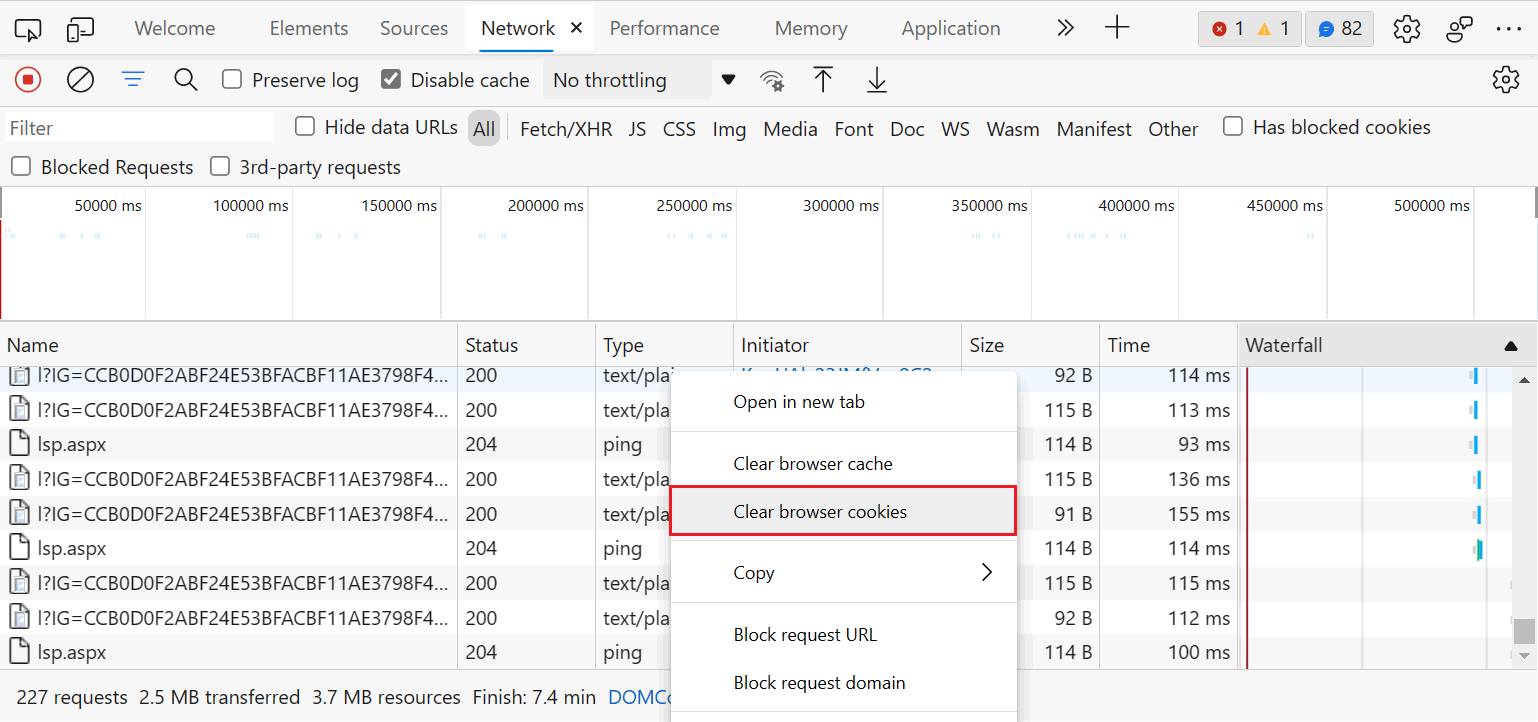 Welcome Elements Sources Network Performance Memory Application 1 1 82
Preserve log Disable cache No throttling
Filter Hide data URLs All Fetch/XHR JS CSS Img Media Font Doc WS Wasm Manifest Other Has blocked cookies
Blocked Requests 3rd-party requests
50000 ms 100000 ms 150000 ms 200000 ms 250000 ms 300000 ms 350000 ms 400000 ms 450000 ms 500000 ms
Name Status Type Initiator Size Time Waterfall
l?IG=CCB0D0F2ABF24E53BFACBF11AE3798F4... 200 text/plai 92 B 114 ms
Open in new tab
l?IG=CCB0D0F2ABF24E53BFACBF11AE3798F4... 200 text/pla 115 B 113 ms
lsp.aspx 204 ping 114 B 93 ms
Clear browser cache
l?IG=CCB0D0F2ABF24E53BFACBF11AE3798F4... 200 text/pla 115 B 136 ms
Clear browser cookies
l?IG=CCB0D0F2ABF24E53BFACBF11AE3798F4... 200 text/pla 91 B 155 ms
lsp.aspx 204 ping 114 B 114 ms
Copy
l?IG=CCB0D0F2ABF24E53BFACBF11AE3798F4... 200 text/pla 115 B 115 ms
l?IG=CCB0D0F2ABF24E53BFACBF11AE3798F4... 200 text/pla 92 B 112 ms
Block request URL
lsp.aspx 204 ping 114 B 100 ms
Block request domain
227 requests 2.5 MB transferred 3.7 MB resources Finish: 7.4 min DOMCo